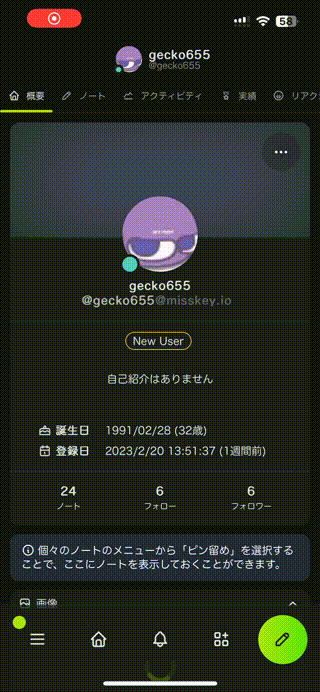 58
gecko655
@gecko655
概要
ノート
アクティビティ
実績
リアク
gecko655
@gecko655@misskey.io
New User
自己紹介はありません
誕生日 1991/02/28 (32歳)
登録日 2023/2/20 13:51:37 (1週間前)
24 6 6
ノート フォロー フォロワー
個々のノートのメニューから「ピン留め」を選択することで、ここにノートを表示しておくことができます。
画像